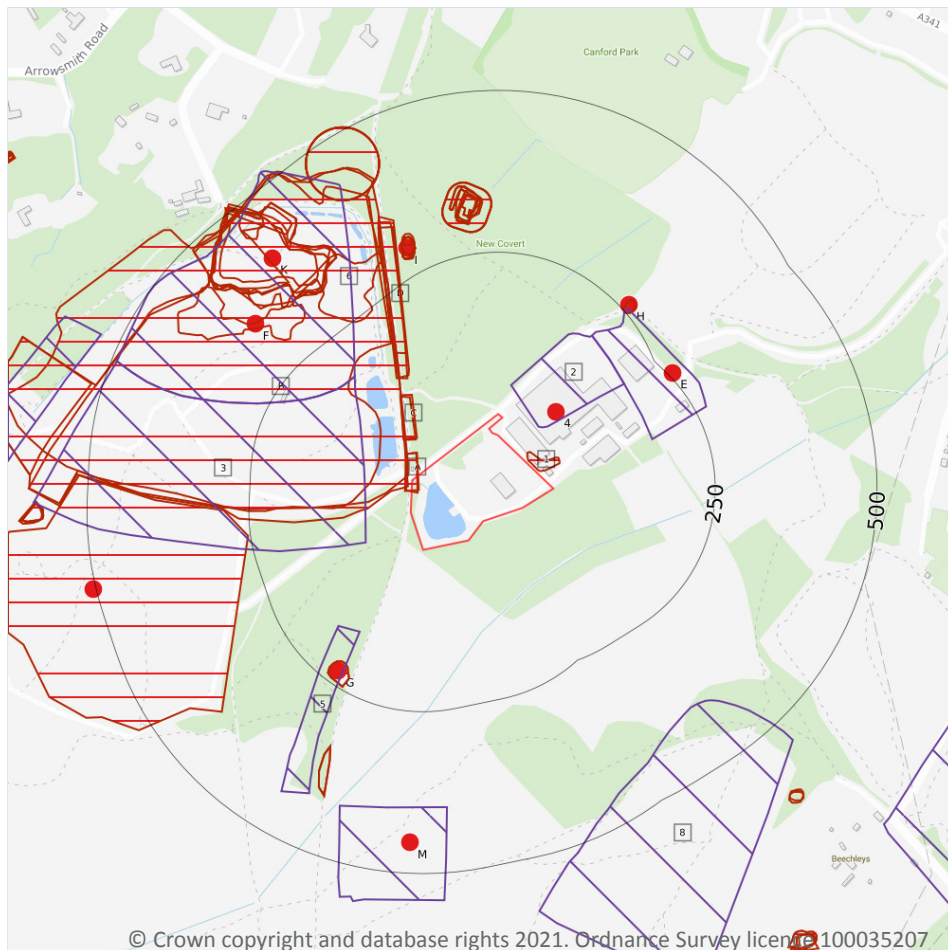 A341
Arrowsmith Road
Canford Park
New Covert
I
K
6
D
H
F
2
E
R
C
4
1
A
3
250
500
G
5
8
M
Beechleys
© Crown copyright and database rights 2021. Ordnance Survey licence 100035207